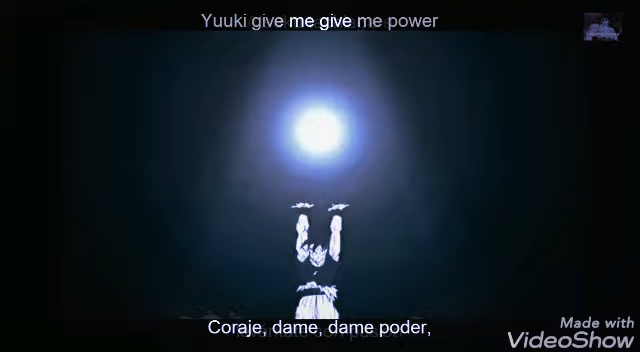 Yuuki give me give me power
Coraje, dame, dame poder,
Made with
VideoShow